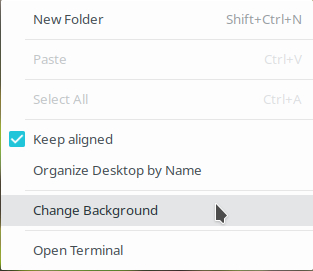 New Folder Shift+Ctrl+N
Paste Ctrl+V
Select All Ctrl+A
Keep aligned
Organize Desktop by Name
Change Background
Open Terminal